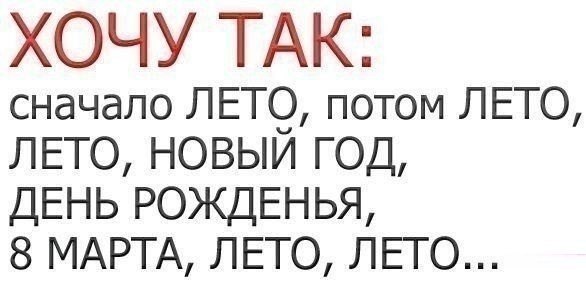 ХОЧУ ТАК:
сначало ЛЕТО, потом ЛЕТО,
ЛЕТО, НОВЫЙ ГОД,
ДЕНЬ РОЖДЕНЬЯ,
8 МАРТА, ЛЕТО, ЛЕТО...